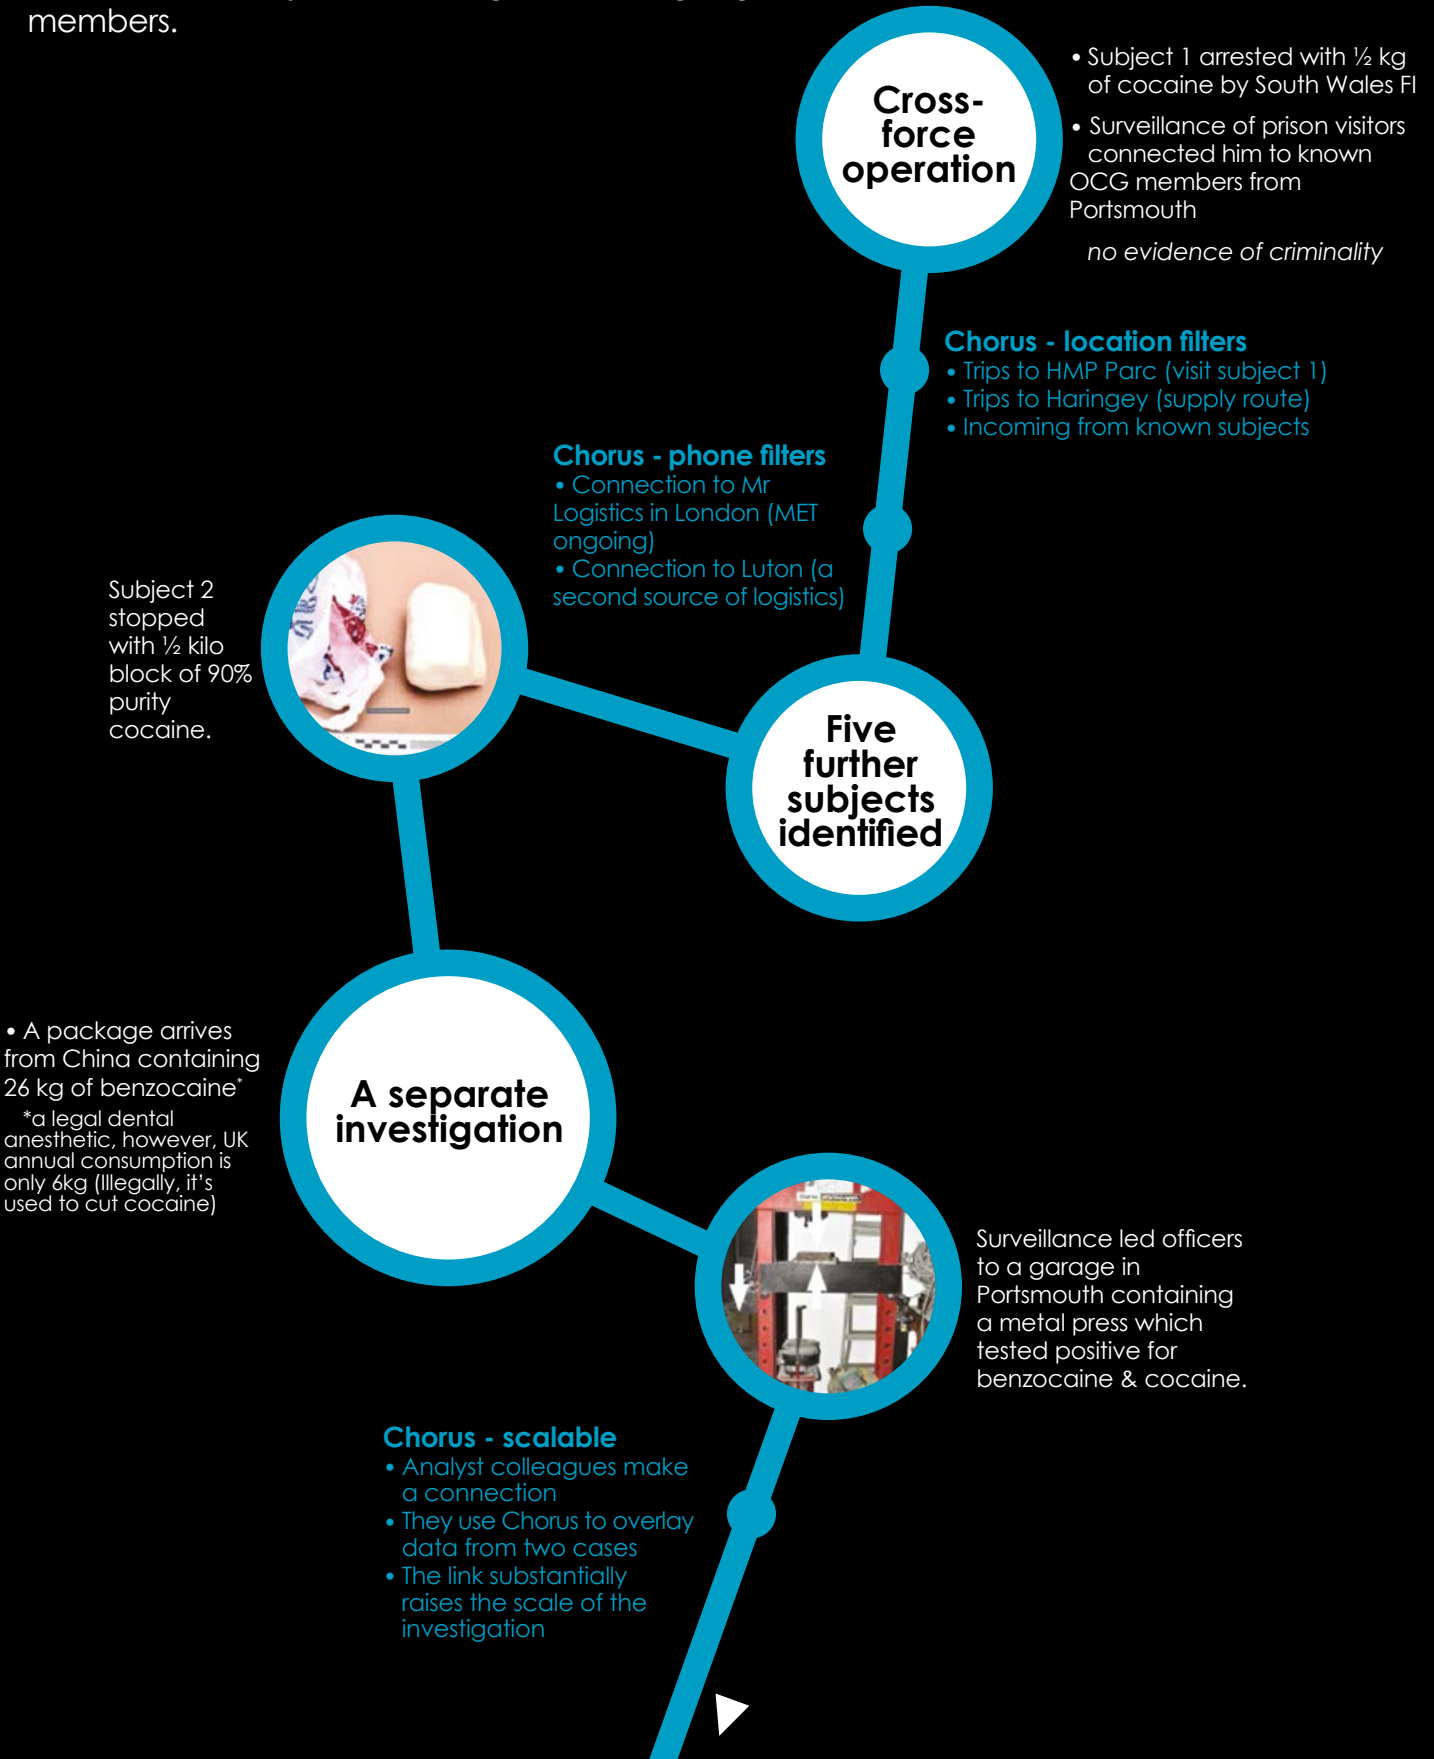 members.
Cross-
force
operation
• Subject 1 arrested with ½ kg
of cocaine by South Wales FI
• Surveillance of prison visitors
connected him to known
OCG members from
Portsmouth
no evidence of criminality
Chorus - location filters
• Trips to HMP Parc (visit subject 1)
• Trips to Haringey (supply route)
• Incoming from known subjects
Chorus - phone filters
• Connection to Mr
Logistics in London (MET
ongoing)
• Connection to Luton (a
second source of logistics)
Subject 2
stopped
with ½ kilo
block of 90%
purity
cocaine.
Five
further
subjects
identified
• A package arrives
from China containing
26 kg of benzocaine*
*a legal dental
anesthetic, however, UK
annual consumption is
only 6kg (Illegally, it's
used to cut cocaine)
A separate
investigation
Surveillance led officers
to a garage in
Portsmouth containing
a metal press which
tested positive for
benzocaine & cocaine.
Chorus - scalable
• Analyst colleagues make
a connection
• They use Chorus to overlay
data from two cases
• The link substantially
raises the scale of the
investigation